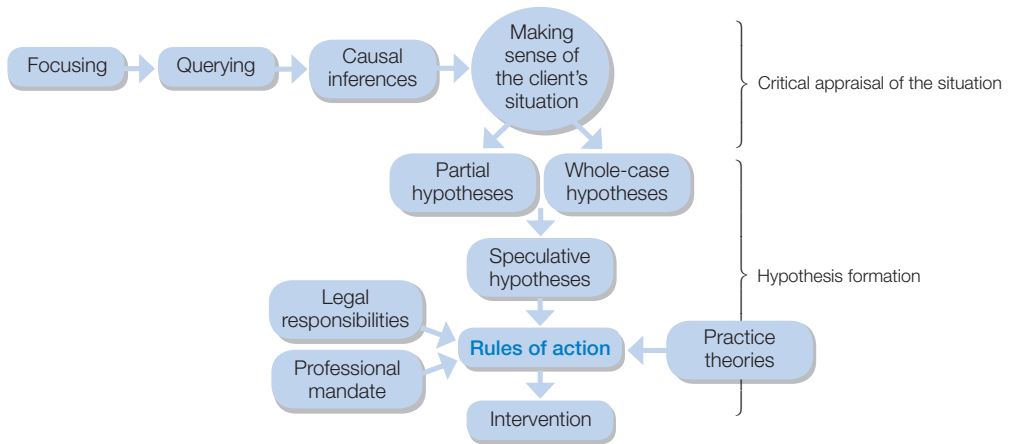 Focusing
Querying
Causal
inferences
Making
sense of
the client's
situation
Critical appraisal of the situation
Partial
hypotheses
Whole-case
hypotheses
Speculative
hypotheses
Hypothesis formation
Legal
responsibilities
Rules of action
Practice
theories
Professional
mandate
Intervention